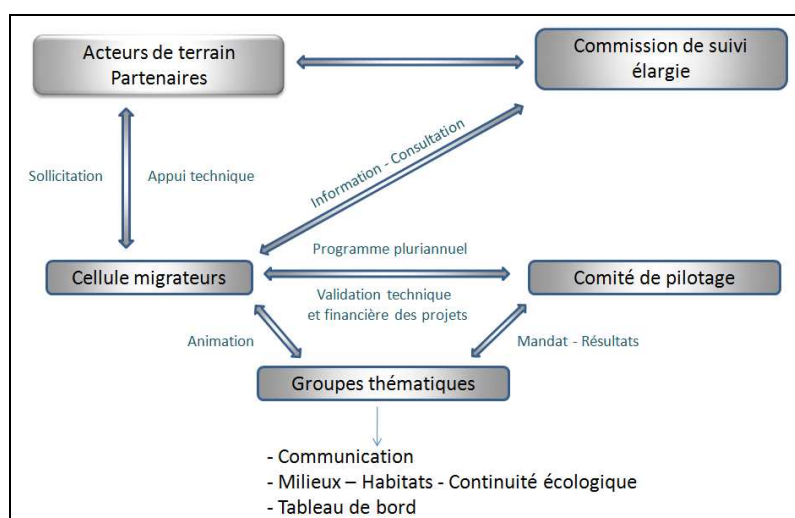 Acteurs de terrain
Partenaires
Commission de suivi
élargie
Sollicitation
Appui technique
Information - Consultation
Programme pluriannuel
Cellule migrateurs
Comité de pilotage
Validation technique
et financière des projets
Animation
Mandat - Résultats
Groupes thématiques
- Communication
- Milieux – Habitats - Continuité écologique
- Tableau de bord